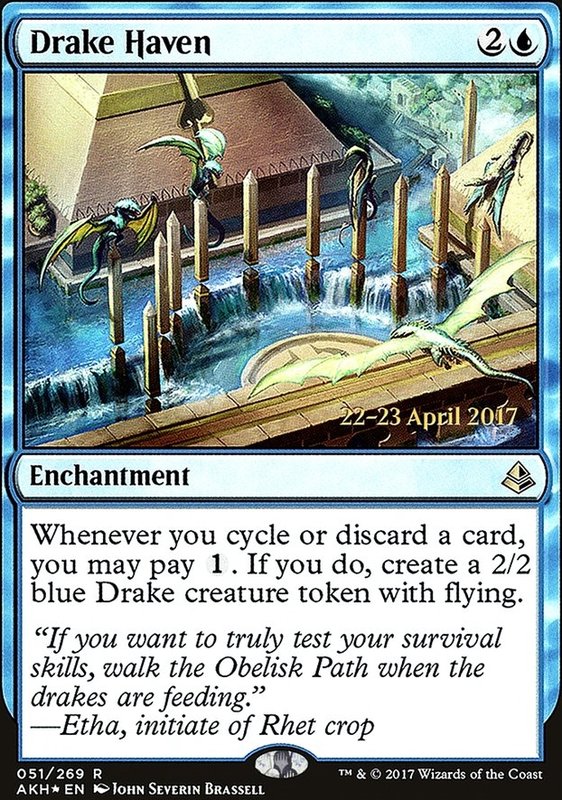 Drake Haven 2
22–23 April 2017
Enchantment
Whenever you cycle or discard a card,
you may pay 1. If you do, create a 2/2
blue Drake creature token with flying.
“If you want to truly test your survival
skills, walk the Obelisk Path when the
drakes are feeding.”
—Etha, initiate of Rhet crop
051/269 R
AKH★EN John Severin Brassell
™ & © 2017 Wizards of the Coast